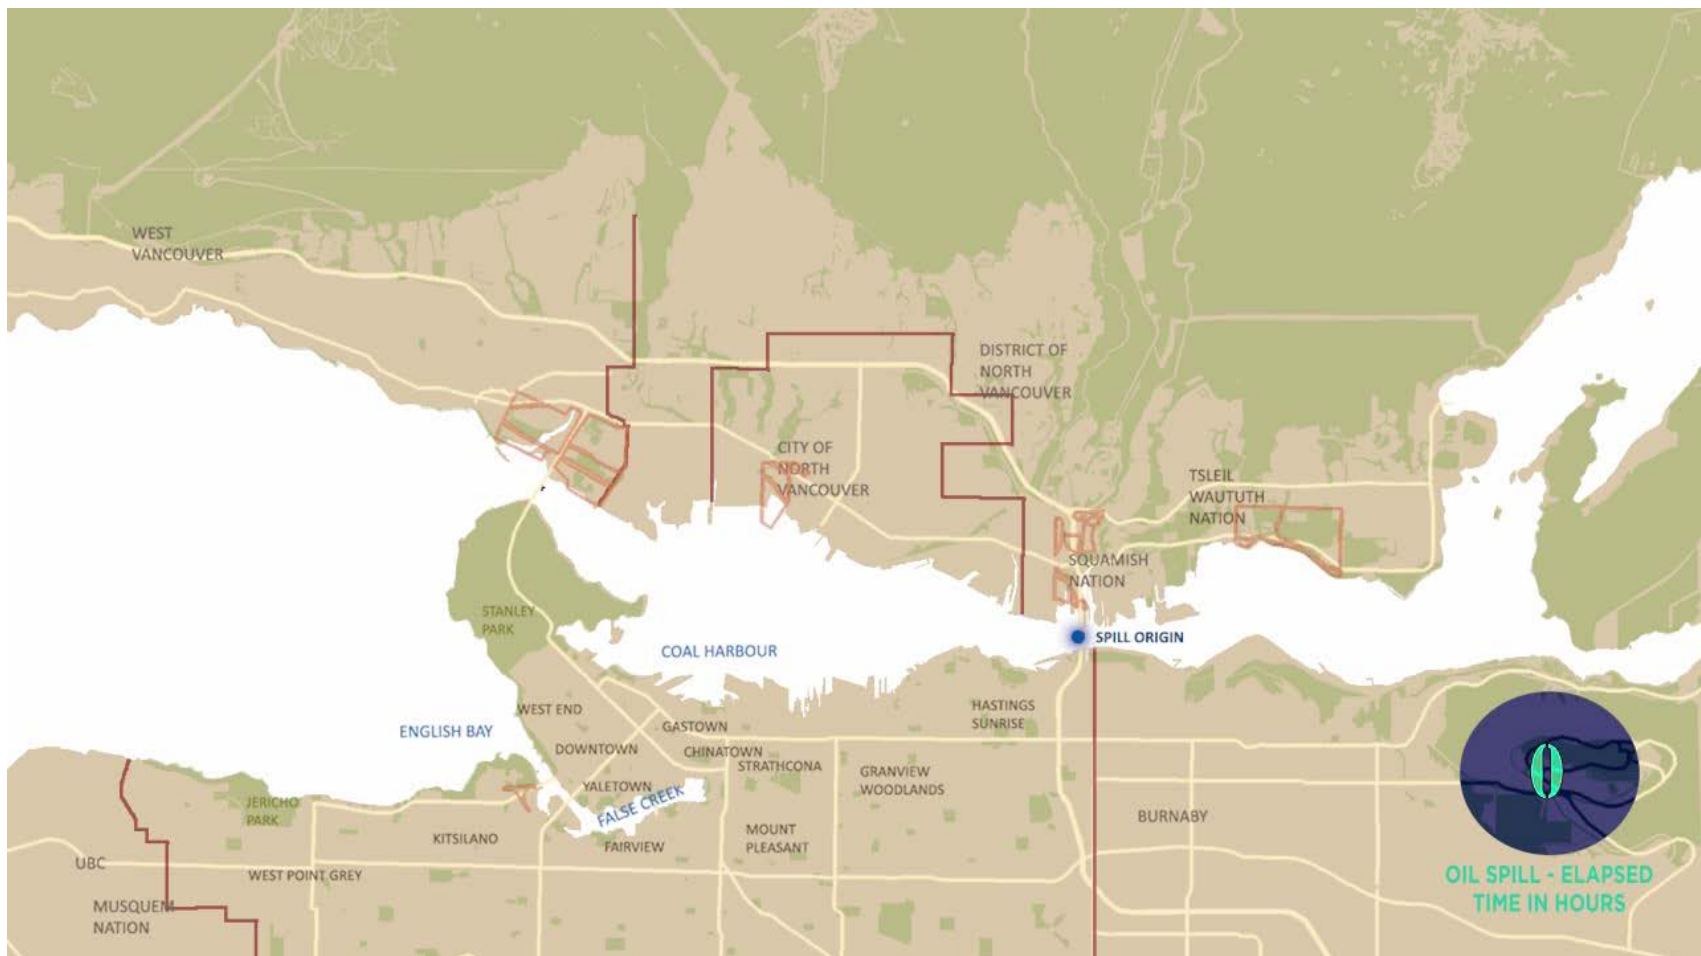 WEST
VANCOUVER
DISTRICT OF
NORTH
VANCOUVER
CITY OF
NORTH
VANCOUVER
TSLEIL
WAUTUTH
NATION
SQUAMISH
NATION
STANLEY
PARK
SPILL ORIGIN
COAL HARBOUR
WEST END
HASTINGS
SUNRISE
ENGLISH BAY
GASTOWN
DOWNTOWN
CHINATOWN
STRATHCONA
GRANVIEW
WOODLANDS
YALETOWN
FALSE CREEK
JERICHO
PARK
BURNABY
KITSILANO
FAIRVIEW
MOUNT
PLEASANT
UBC
WEST POINT GREY
MUSQUEM
NATION
0
OIL SPILL - ELAPSED
TIME IN HOURS